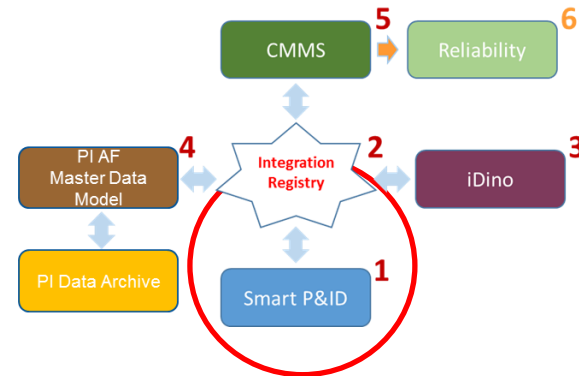 5
6
CMMS
Reliability
4
2
3
PI AF
Master Data
Model
Integration
Registry
iDino
1
PI Data Archive
Smart P&ID